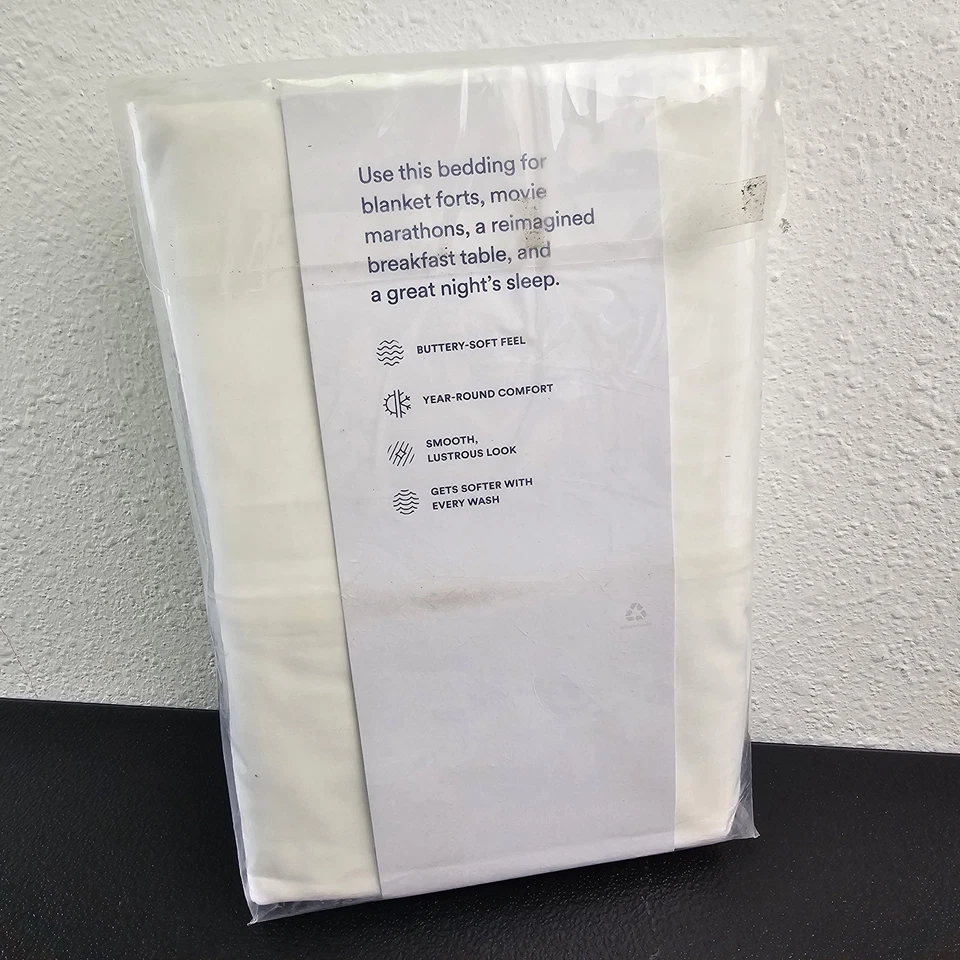 Use this bedding for
blanket forts, movie
marathons, a reimagined
breakfast table, and
a great night's sleep.
BUTTERY-SOFT FEEL
YEAR-ROUND COMFORT
SMOOTH,
LUSTROUS LOOK
GETS SOFTER WITH
EVERY WASH